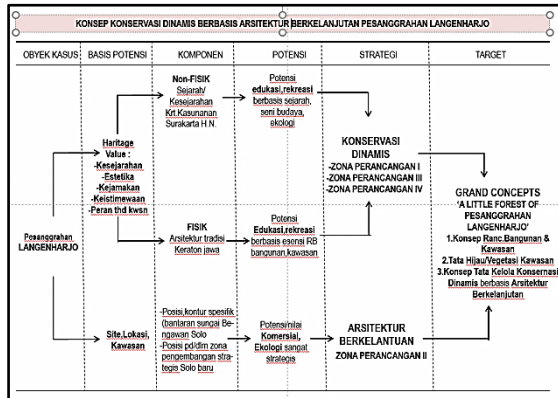 KONSEP KONSERVASI DINAMIS BERBASIS ARSITEKTUR BERKELANJUTAN PESANGGRAHAN LANGENHARJO
OBYEK KASUS
BASIS POTENSI
KOMPONEN
POTENSI
STRATEGI
TARGET
Pesanggrahan
LANGENHARJO
Haritage
Value :
-Kesejarahan
-Estetika
-Kejamakan
-Keistimewaan
-Peran thd kwsn
Site,Lokasi,
Kawasan
Non-FISIK
Sejarah/
Kesejarahan
Krt.Kasunanan
Surakarta H.N.
FISIK
Arsitektur tradisi
Keraton jawa
-Posisi,kontur spesifik
(bantaran sungai Be-
ngawan Solo
-Posisi pd/dlm zona
pengembangan stra-
tegis Solo baru
Potensi
edukasi,rekreasi
berbasis sejarah,
seni budaya,
ekologi
Potensi
Edukasi,rekreasi
berbasis esensi RB
bangunan,kawasan
Potensi/nilai
Komersial,
Ekologi sangat
strategis
KONSERVASI
DINAMIS
-ZONA PERANCANGAN I
-ZONA PERANCANGAN III
-ZONA PERANCANGAN IV
ARSITEKTUR
BERKELANTUAN
ZONA PERANCANGAN II
GRAND CONCEPTS
'A LITTLE FOREST OF
PESANGGRAHAN
LANGENHARJO'
1.Konsep Ranc.Bangunan &
Kawasan
2.Tata Hijau/Vegetasi Kawasan
3.Konsep Tata Kelola Konsernasi
Dinamis berbasis Arsitektur
Berkelanjutan